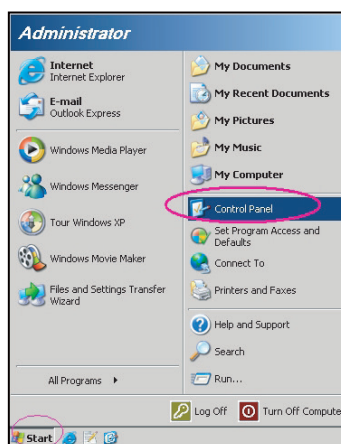 Administrator
Internet
Internet Explorer
E-mail
Outlook Express
Windows Media Player
Windows Messenger
Tour Windows XP
Windows Movie Maker
Files and Settings Transfer
Wizard
All Programs
My Documents
My Recent Documents
My Pictures
My Music
My Computer
Control Panel
Set Program Access and
Defaults
Connect To
Printers and Faxes
Help and Support
Search
Run...
Log Off
Turn Off Compute
Start